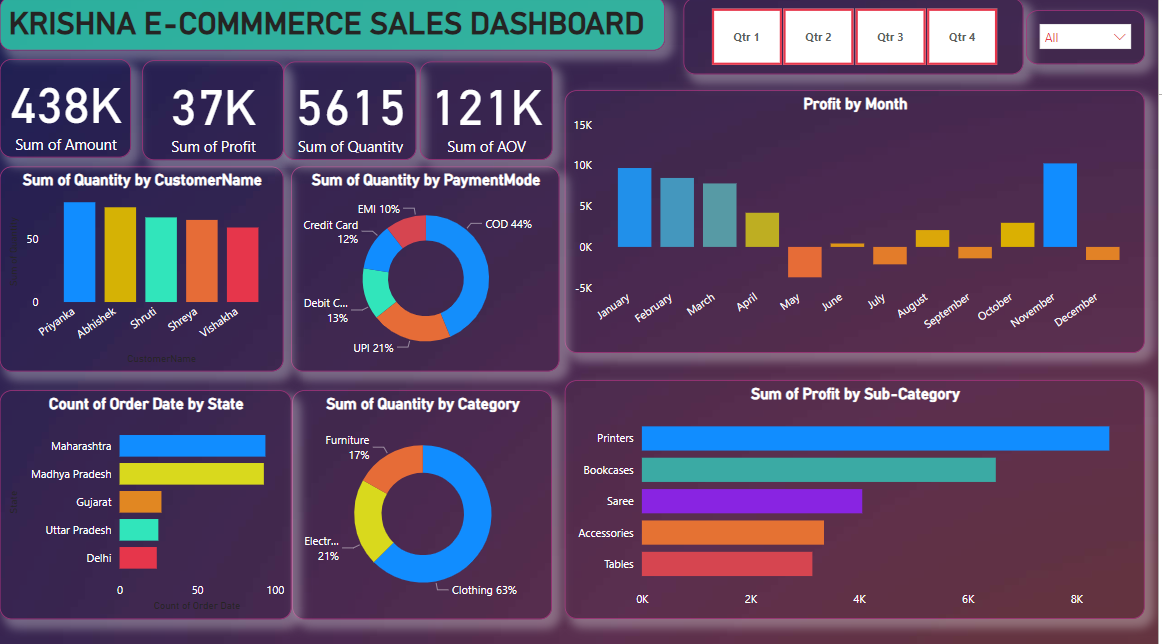 KRISHNA E-COMMMERCE SALES DASHBOARD
Qtr 1
Qtr 2
Qtr 3
Qtr 4
All
438K
Sum of Amount
37K
Sum of Profit
5615
Sum of Quantity
121K
Sum of AOV
Profit by Month
15K
10K
5K
0K
-5K
January
February
March
April
May
June
July
August
September
October
November
December
Sum of Quantity by CustomerName
50
0
Priyanka
Abhishek
Shruti
Shreya
Vishakha
Customer Name
Sum of Quantity by PaymentMode
EMI 10%
Credit Card
12%
Debit C...
13%
UPI 21%
COD 44%
Count of Order Date by State
State
Maharashtra
Madhya Pradesh
Gujarat
Uttar Pradesh
Delhi
0
50
100
Count of Order Date
Sum of Quantity by Category
Furniture
17%
Electr...
21%
Clothing 63%
Sum of Profit by Sub-Category
Printers
Bookcases
Saree
Accessories
Tables
0K
2K
4K
6K
8K